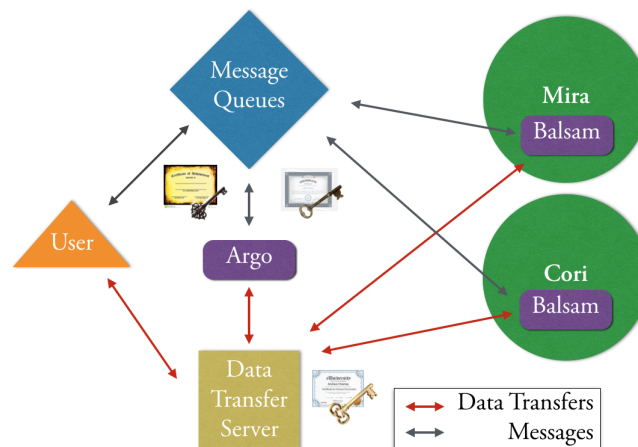 Message
Queues
Mira
Balsam
User
Argo
Cori
Balsam
Data
Transfer
Server
Data Transfers
Messages